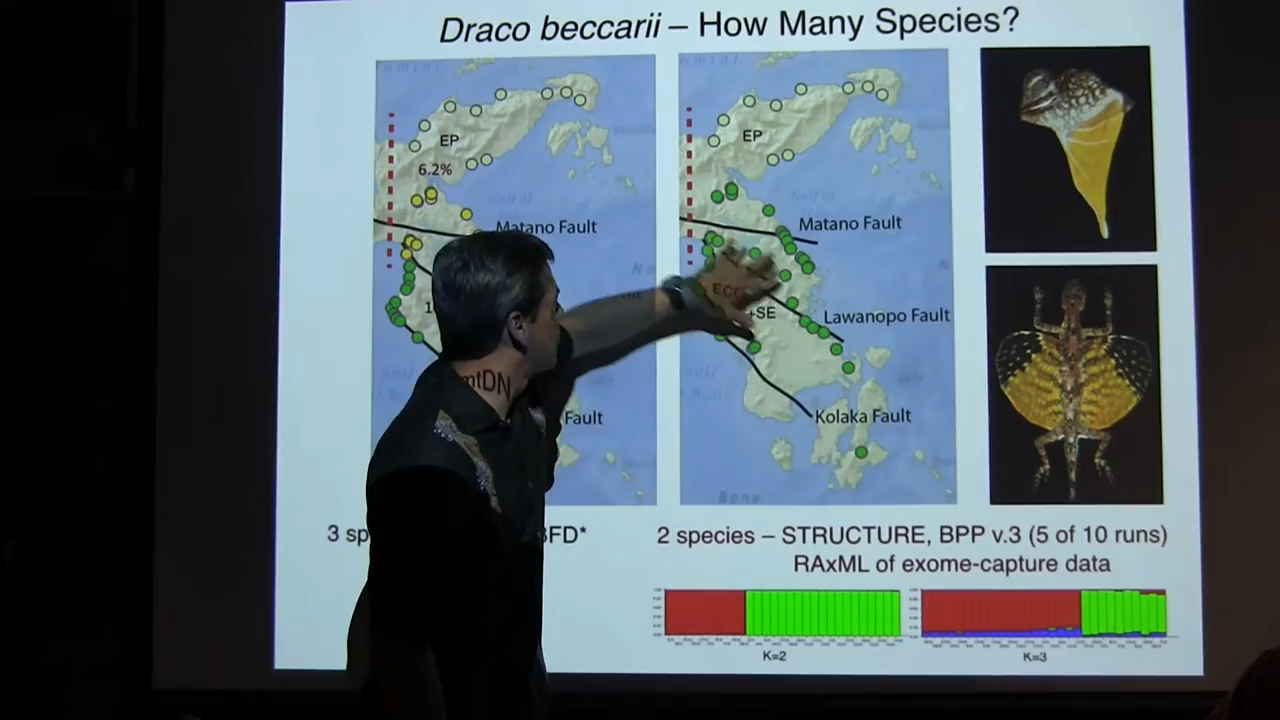 Draco beccarii – How Many Species?
EP
6.2%
Matano Fault
mtDN
Fault
EP
Matano Fault
+SE
Lawanopo Fault
Kolaka Fault
3 sp
BFD*
2 species – STRUCTURE, BPP v.3 (5 of 10 runs)
RAxML of exome-capture data
K=2
K=3